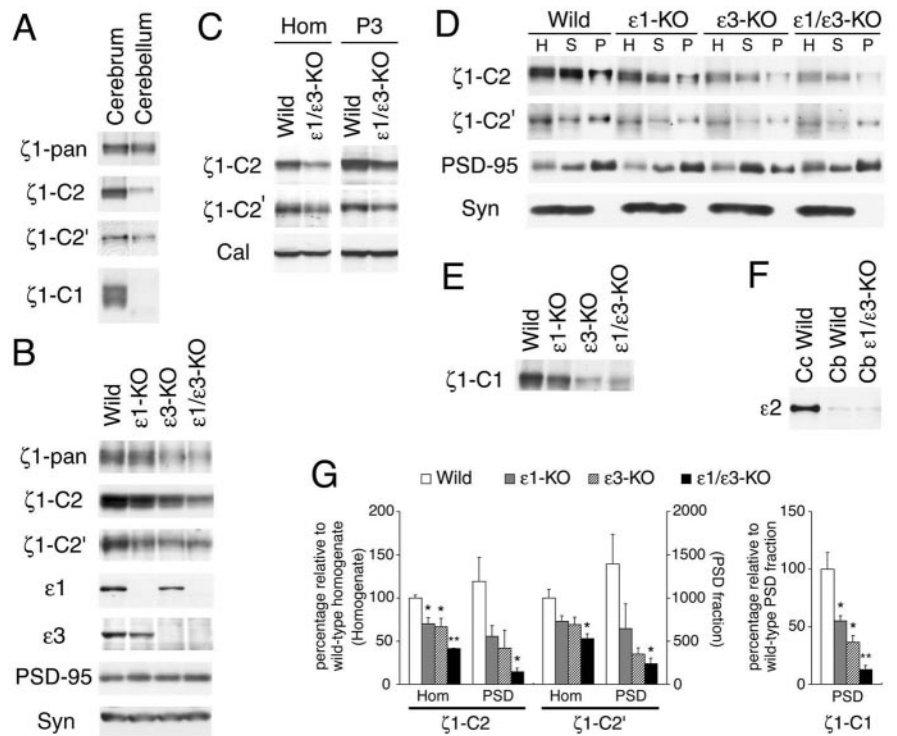 A
Cerebrum
Cerebellum
ζ1-pan
ζ1-C2
ζ1-C2'
ζ1-C1
B
Wild
ε1-KO
ε3-KO
ε1/ε3-KO
ζ1-pan
ζ1-C2
ζ1-C2'
ε1
ε3
PSD-95
Syn
C
Hom P3
Wild
ε1/ε3-KO
Wild
ε1/ε3-KO
ζ1-C2
ζ1-C2'
Cal
D
Wild ε1-KO ε3-KO ε1/ε3-KO
H S P H S P H S P H S P
ζ1-C2
ζ1-C2'
PSD-95
Syn
E
Wild
ε1-KO
ε3-KO
ε1/ε3-KO
ζ1-C1
F
Cc Wild
Cb Wild
Cb ε1/ε3-KO
ε2
G
Wild ε1-KO ε3-KO ε1/ε3-KO
percentage relative to
wild-type homogenate
(Homogenate)
200
150
100
50
0
* * ** * * *
2000
1500
1000
500
0
(PSD fraction)
Hom PSD Hom PSD
ζ1-C2 ζ1-C2'
percentage relative to
wild-type PSD fraction
150
100
50
0
* * **
PSD
ζ1-C1